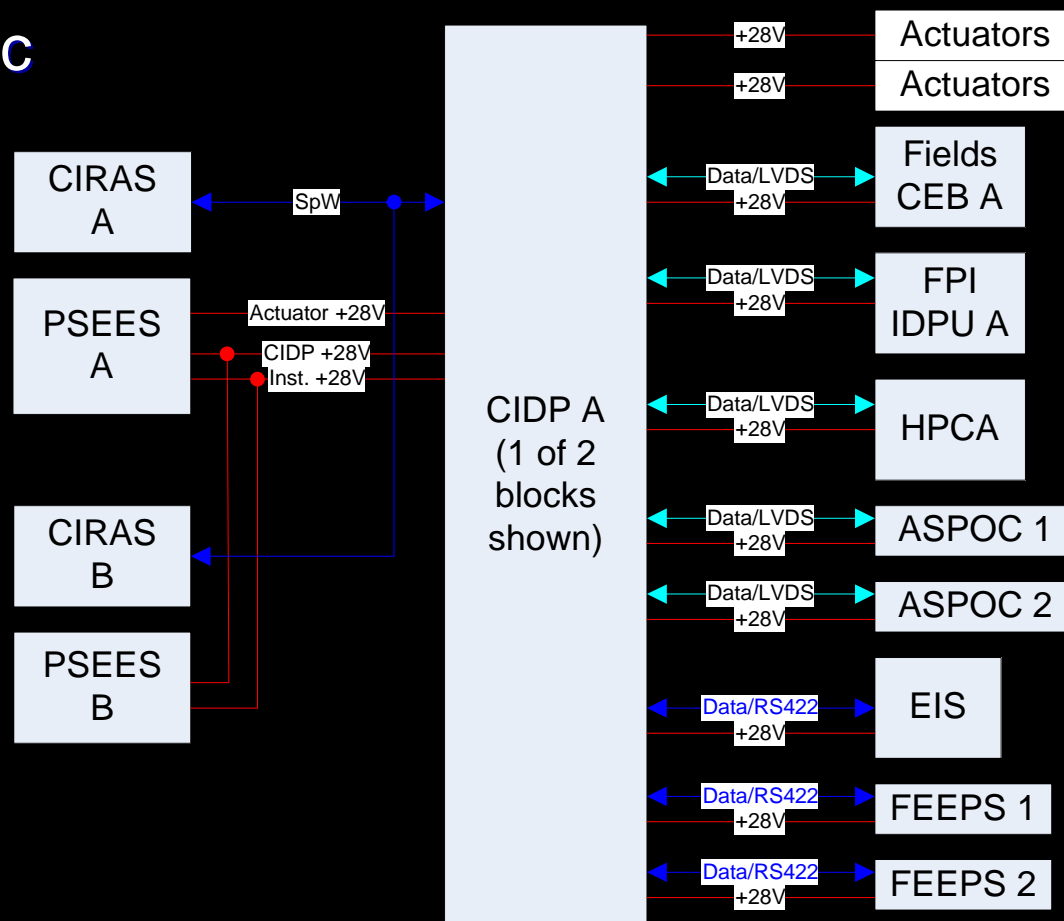 c
CIRAS
A
PSEES
A
CIRAS
B
PSEES
B
SpW
Actuator +28V
CIDP +28V
Inst. +28V
CIDP A
(1 of 2
blocks
shown)
+28V
Actuators
+28V
Actuators
Data/LVDS
+28V
Fields
CEB A
Data/LVDS
+28V
FPI
IDPU A
Data/LVDS
+28V
HPCA
Data/LVDS
+28V
ASPOC 1
Data/LVDS
+28V
ASPOC 2
Data/RS422
+28V
EIS
Data/RS422
+28V
FEEPS 1
Data/RS422
+28V
FEEPS 2